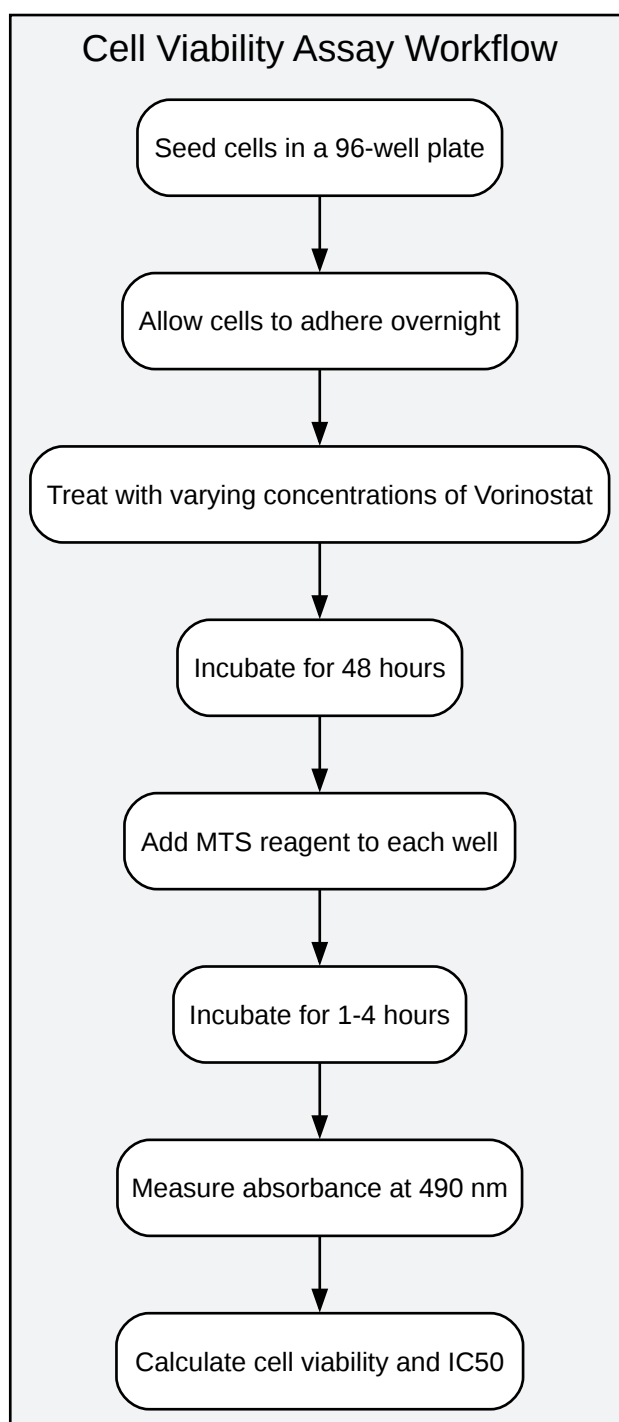 Cell Viability Assay Workflow
Seed cells in a 96-well plate
Allow cells to adhere overnight
Treat with varying concentrations of Vorinostat
Incubate for 48 hours
Add MTS reagent to each well
Incubate for 1-4 hours
Measure absorbance at 490 nm
Calculate cell viability and IC50